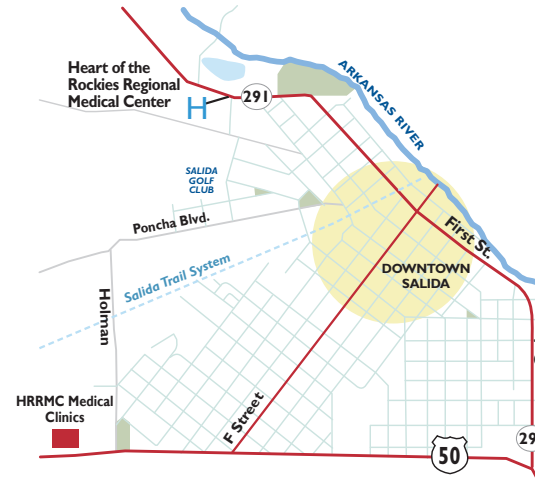 Heart of the
Rockies Regional
Medical Center
H
291
ARKANSAS RIVER
SALIDA
GOLF
CLUB
Poncha Blvd.
First St.
Salida Trail System
DOWNTOWN
SALIDA
Holman
HRRMC Medical
Clinics
F Street
50
29